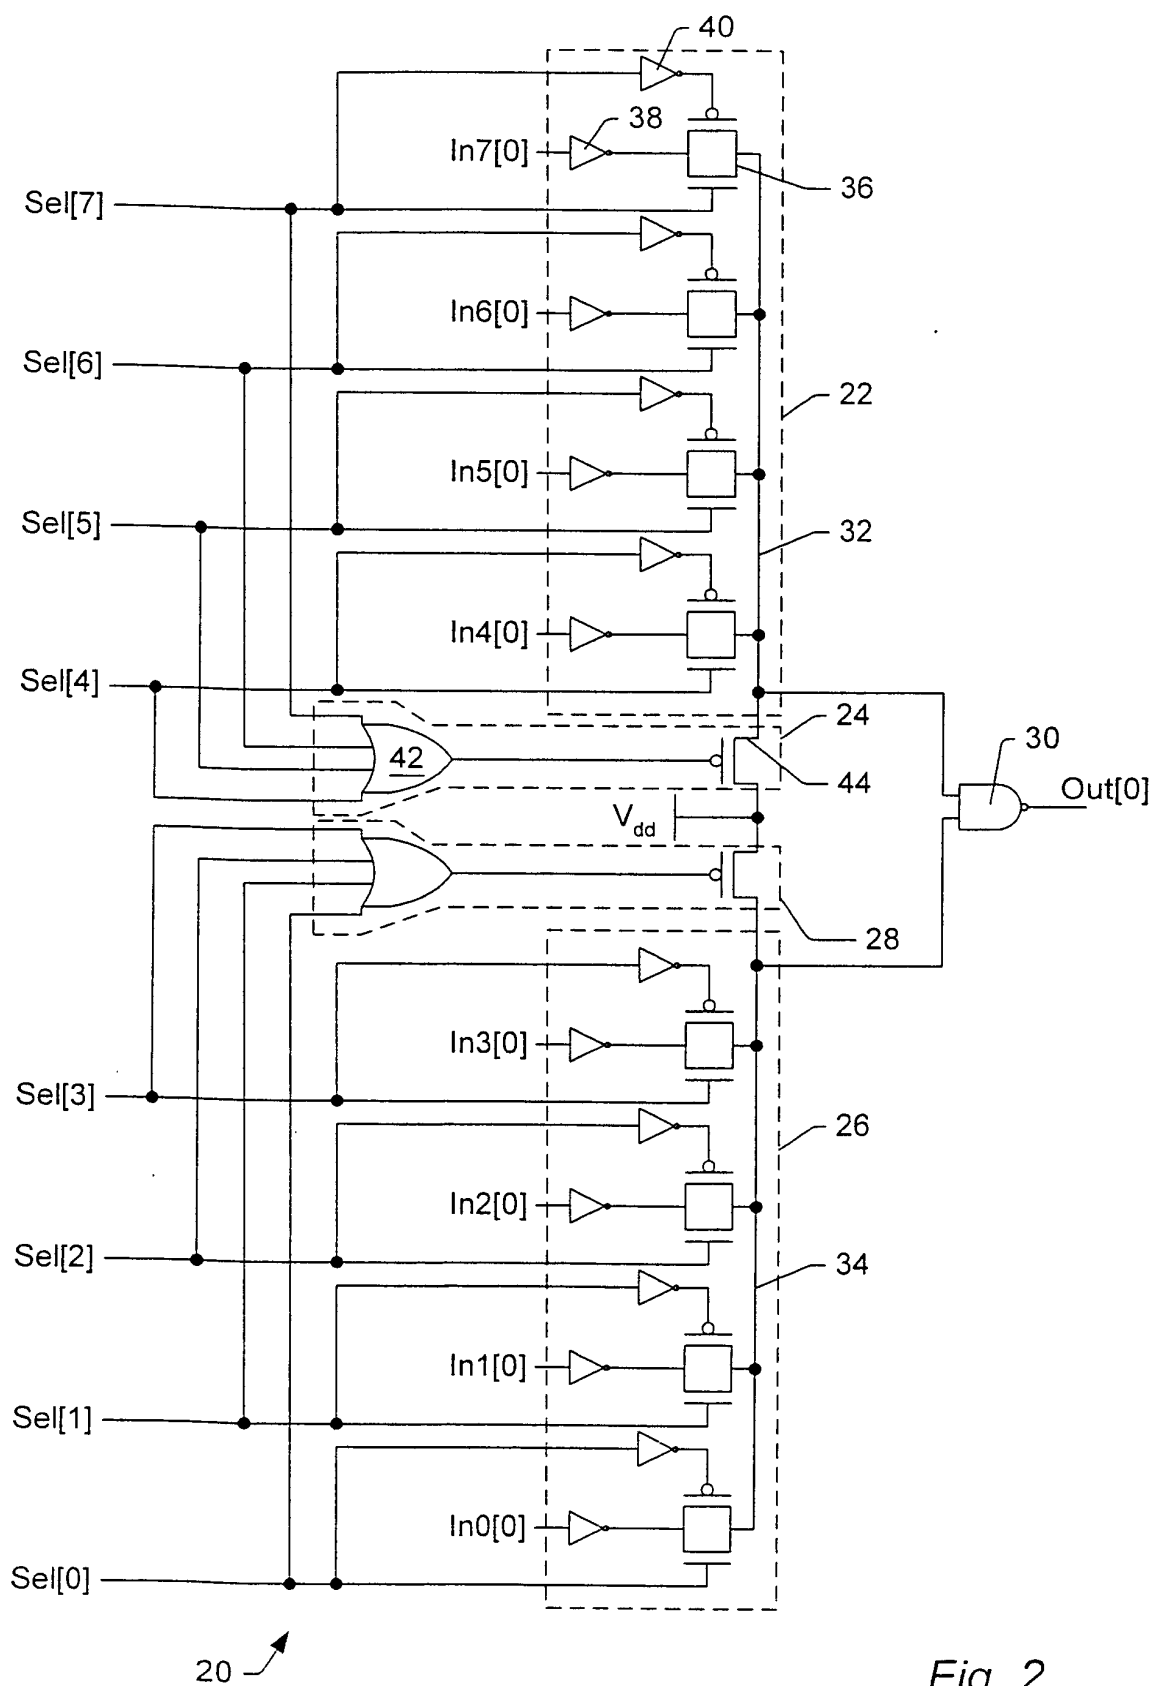 40
38
In7[0]
36
Sel[7]
In6[0]
Sel[6]
22
In5[0]
Sel[5]
32
In4[0]
Sel[4]
24
42
30
44
Out[0]
Vdd
28
In3[0]
Sel[3]
26
In2[0]
Sel[2]
34
In1[0]
Sel[1]
In0[0]
Sel[0]
20
Fig. 2